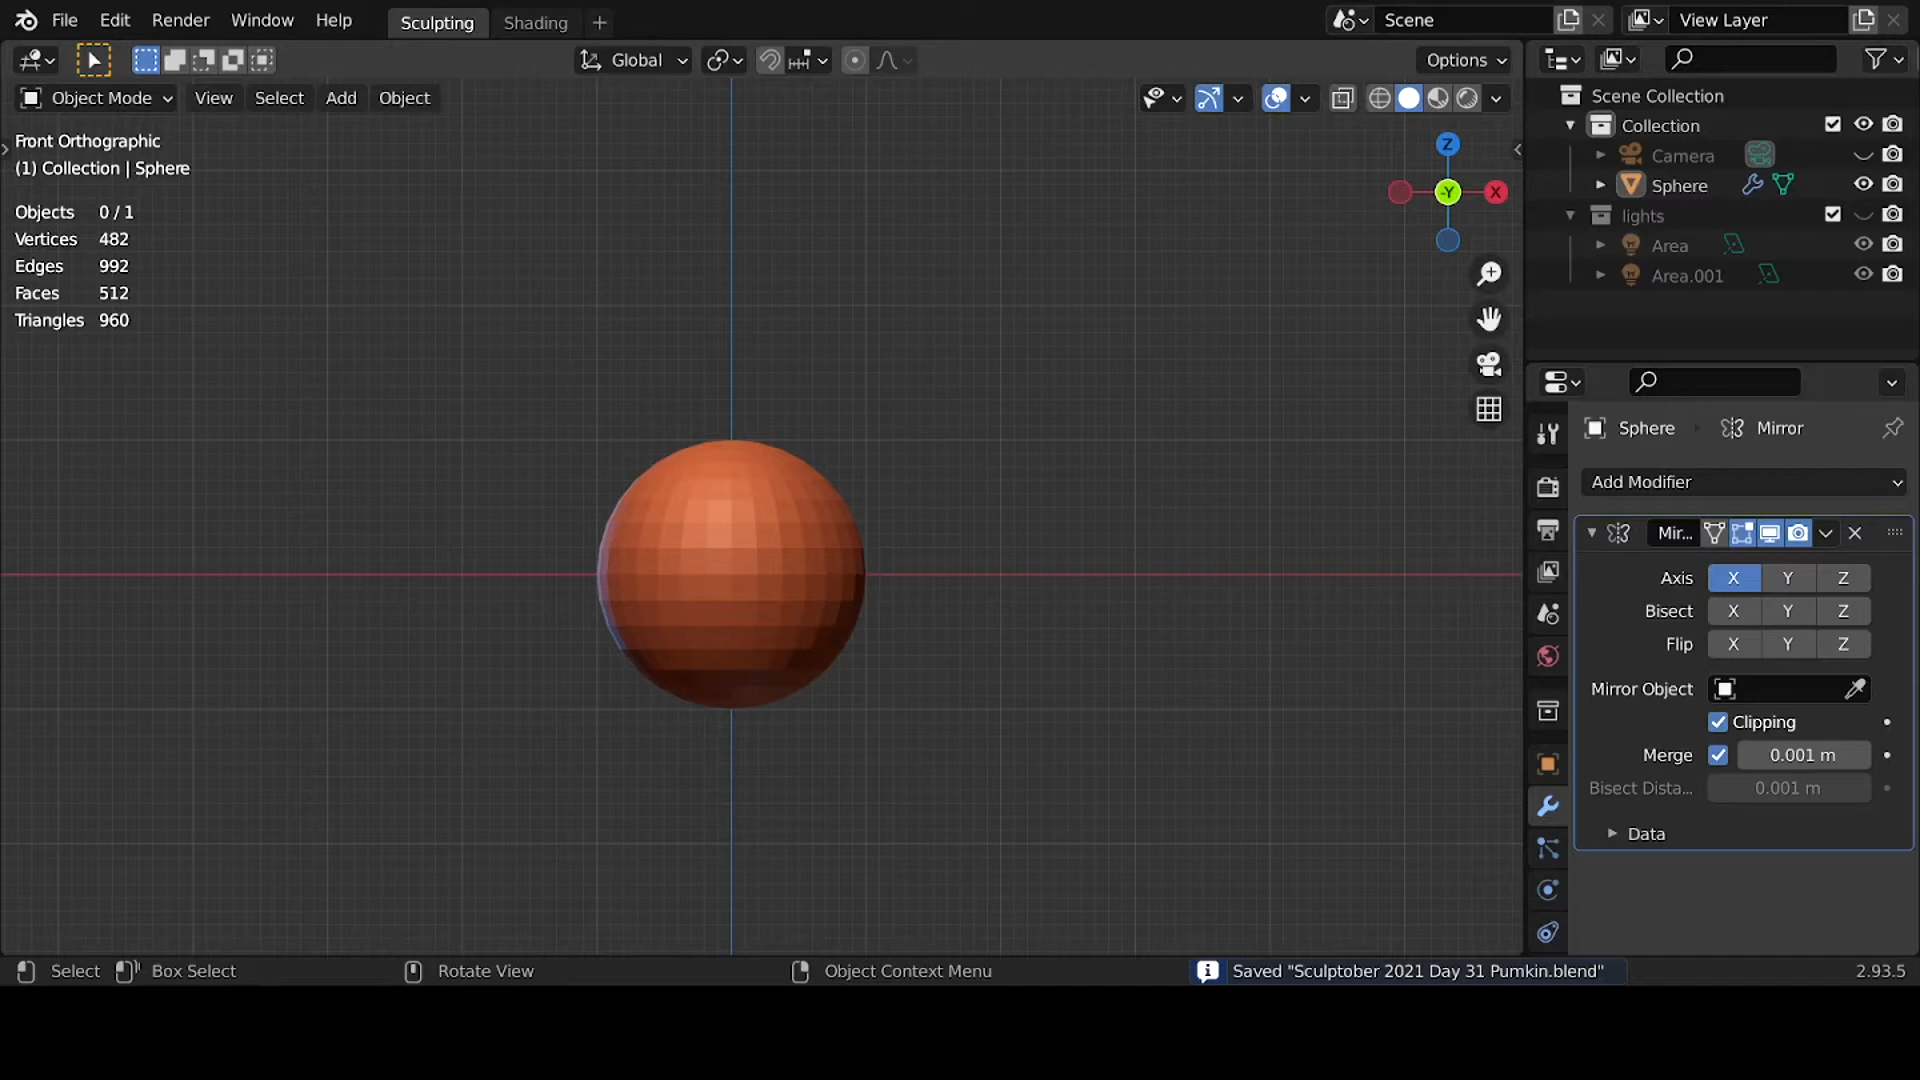 File Edit Render Window Help Sculpting Shading + Scene View Layer
Global Options
Object Mode View Select Add Object
Front Orthographic
(1) Collection | Sphere
Objects 0 / 1
Vertices 482
Edges 992
Faces 512
Triangles 960
Z
-Y X
Scene Collection
Collection
Camera
Sphere
lights
Area
Area.001
Sphere Mirror
Add Modifier
Mir...
Axis X Y Z
Bisect X Y Z
Flip X Y Z
Mirror Object
Clipping
Merge 0.001 m
Bisect Dista... 0.001 m
Data
Select Box Select Rotate View Object Context Menu Saved "Sculptober 2021 Day 31 Pumkin.blend" 2.93.5